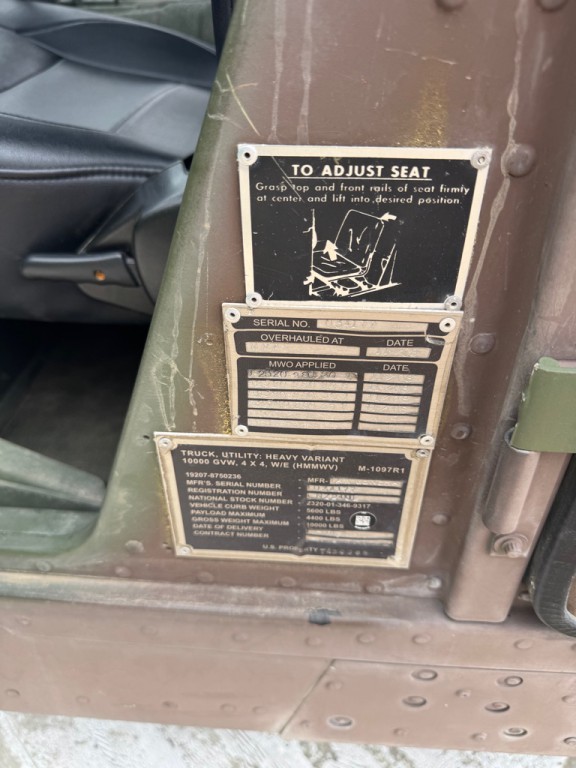 TO ADJUST SEAT
Grasp top and front rails of seat firmly
at center and lift into desired position.
SERIAL NO.
OVERHAULED AT DATE
MWO APPLIED DATE
TRUCK, UTILITY: HEAVY VARIANT
10000 GVW, 4 X 4, W/E (HMMWV) M-1097R1
19207-8750236
MFR'S. SERIAL NUMBER MFR-
REGISTRATION NUMBER
NATIONAL STOCK NUMBER 2320-01-346-9317
VEHICLE CURB WEIGHT 5600 LBS
PAYLOAD MAXIMUM 4400 LBS
GROSS WEIGHT MAXIMUM 10000 LBS
DATE OF DELIVERY
CONTRACT NUMBER
U.S. PROPERTY